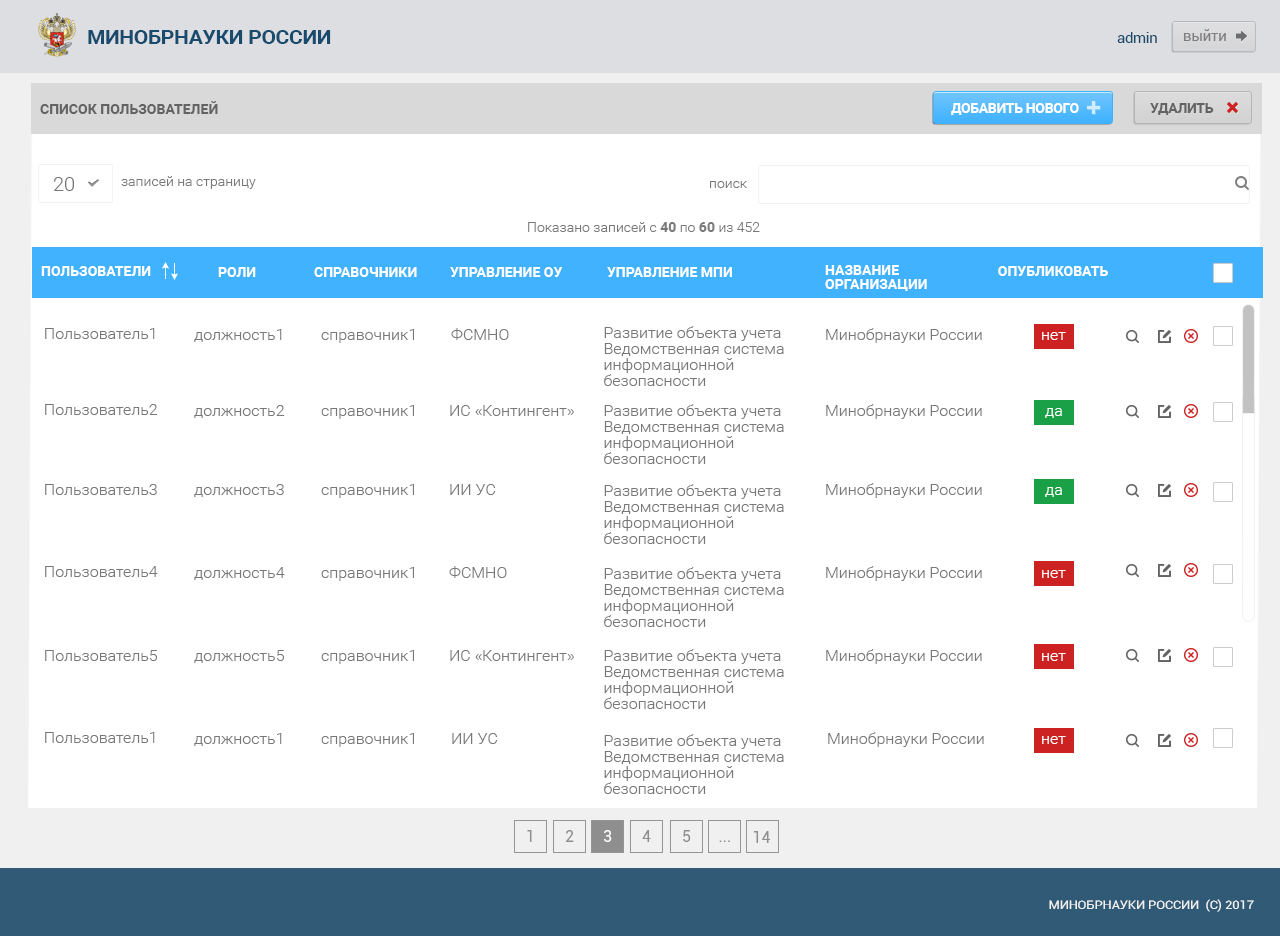 МИНОБРНАУКИ РОССИИ
admin
ВЫЙТИ
СПИСОК ПОЛЬЗОВАТЕЛЕЙ
ДОБАВИТЬ НОВОГО
УДАЛИТЬ
20 записей на страницу
поиск
Показано записей с 40 по 60 из 452
ПОЛЬЗОВАТЕЛИ РОЛИ СПРАВОЧНИКИ УПРАВЛЕНИЕ ОУ УПРАВЛЕНИЕ МПИ НАЗВАНИЕ ОПУБЛИКОВАТЬ
ОРГАНИЗАЦИИ
Пользователь1 должность1 справочник1 ФСМНО Развитие объекта учета Минобрнауки России нет
Ведомственная система
информационной
безопасности
Пользователь2 должность2 справочник1 ИС «Контингент» Развитие объекта учета Минобрнауки России да
Ведомственная система
информационной
безопасности
Пользователь3 должность3 справочник1 ИИ УС Развитие объекта учета Минобрнауки России да
Ведомственная система
информационной
безопасности
Пользователь4 должность4 справочник1 ФСМНО Развитие объекта учета Минобрнауки России нет
Ведомственная система
информационной
безопасности
Пользователь5 должность5 справочник1 ИС «Контингент» Развитие объекта учета Минобрнауки России нет
Ведомственная система
информационной
безопасности
Пользователь1 должность1 справочник1 ИИ УС Развитие объекта учета Минобрнауки России нет
Ведомственная система
информационной
безопасности
1 2 3 4 5 ... 14
МИНОБРНАУКИ РОССИИ (С) 2017